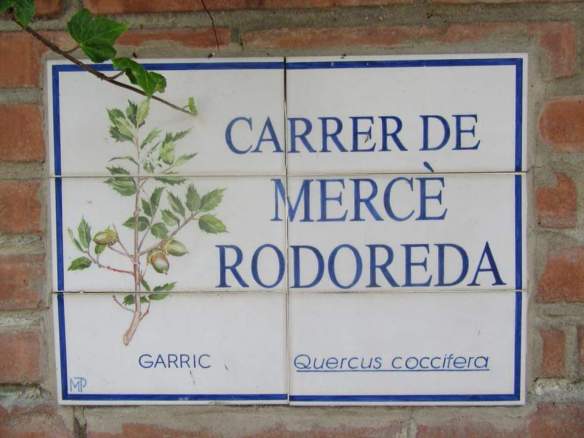 CARRER DE
MERCÈ
RODOREDA
GARRIC Quercus coccifera
MP